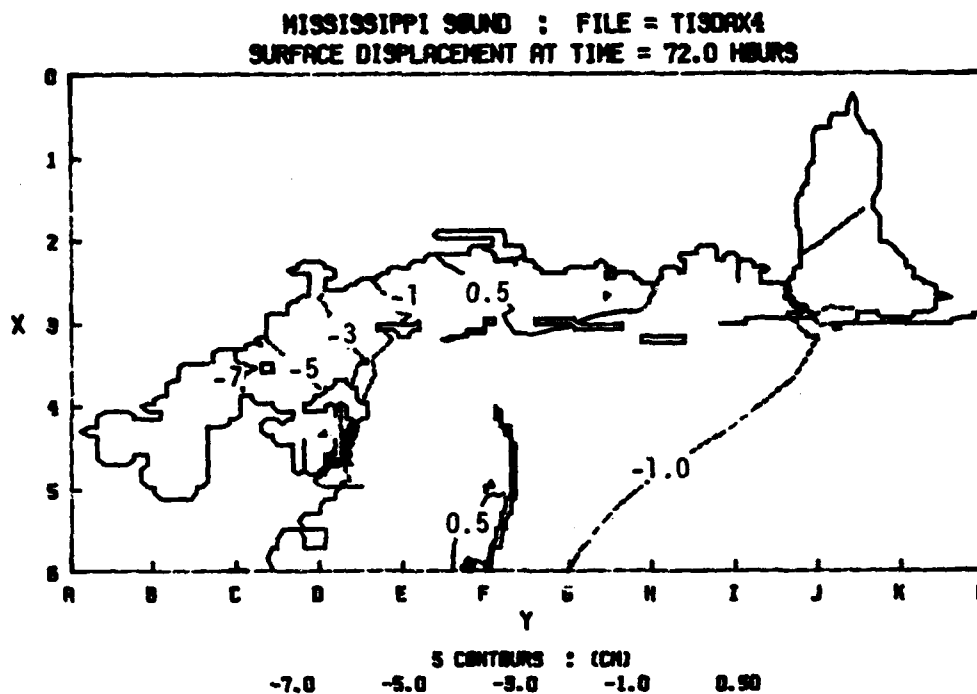 MISSISSIPPI SOUND : FILE = TISDAX4
SURFACE DISPLACEMENT AT TIME = 72.0 HOURS
0
1
2
-1
0.5
X
3
-3
-7
-5
4
-1.0
5
0.5
6
A B C D E F G H I J K
Y
5 CONTOURS : (CM)
-7.0 -5.0 -3.0 -1.0 0.50